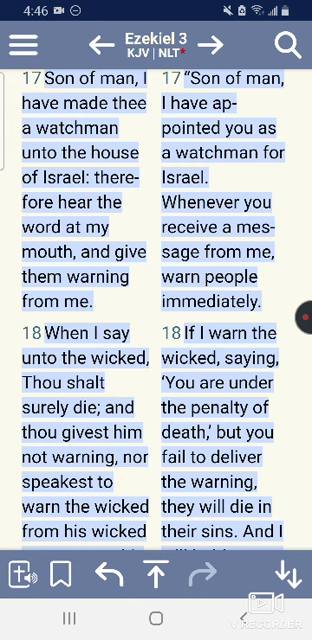 4:46
Ezekiel 3
KJV | NLT*
17 Son of man, I
have made thee
a watchman
unto the house
of Israel: there-
fore hear the
word at my
mouth, and give
them warning
from me.
18 When I say
unto the wicked,
Thou shalt
surely die; and
thou givest him
not warning, nor
speakest to
warn the wicked
from his wicked
17 “Son of man,
I have ap-
pointed you as
a watchman for
Israel.
Whenever you
receive a mes-
sage from me,
warn people
immediately.
18 If I warn the
wicked, saying,
‘You are under
the penalty of
death,’ but you
fail to deliver
the warning,
they will die in
their sins. And I
V RECORDER